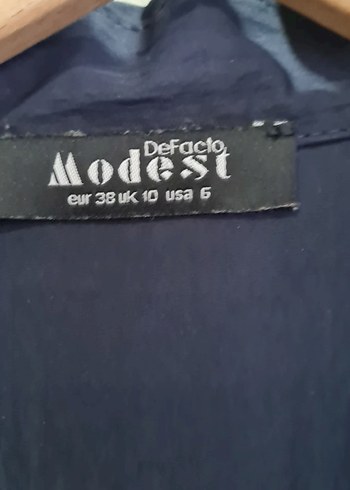 DeFacto
Modest
eur 38 uk 10 usa 6